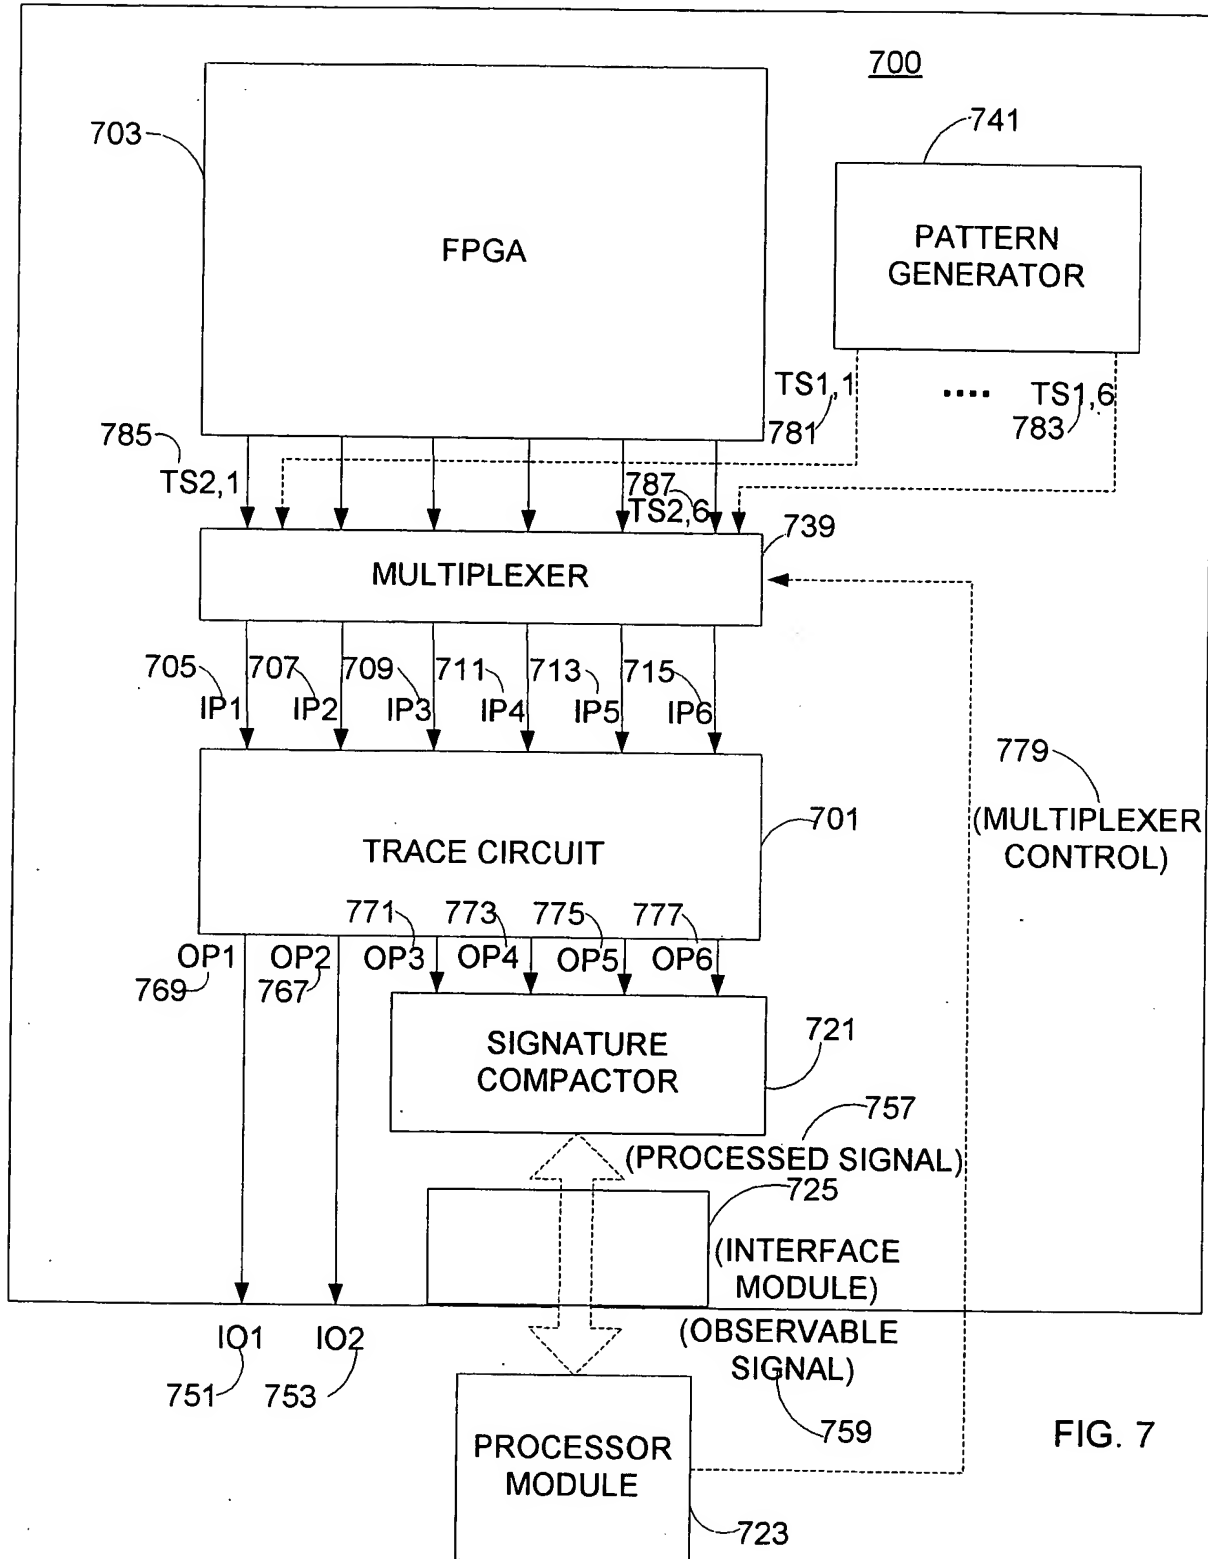 700
703
741
FPGA
PATTERN
GENERATOR
TS1,1
....
TS1,6
781
783
785
TS2,1
787
TS2,6
739
MULTIPLEXER
705
707
709
711
713
715
IP1
IP2
IP3
IP4
IP5
IP6
779
(MULTIPLEXER
CONTROL)
701
TRACE CIRCUIT
771
773
775
777
OP1
OP2
OP3
OP4
OP5
OP6
769
767
SIGNATURE
COMPACTOR
721
757
(PROCESSED SIGNAL)
725
(INTERFACE
MODULE)
IO1
IO2
(OBSERVABLE
SIGNAL)
751
753
759
PROCESSOR
MODULE
723
FIG. 7